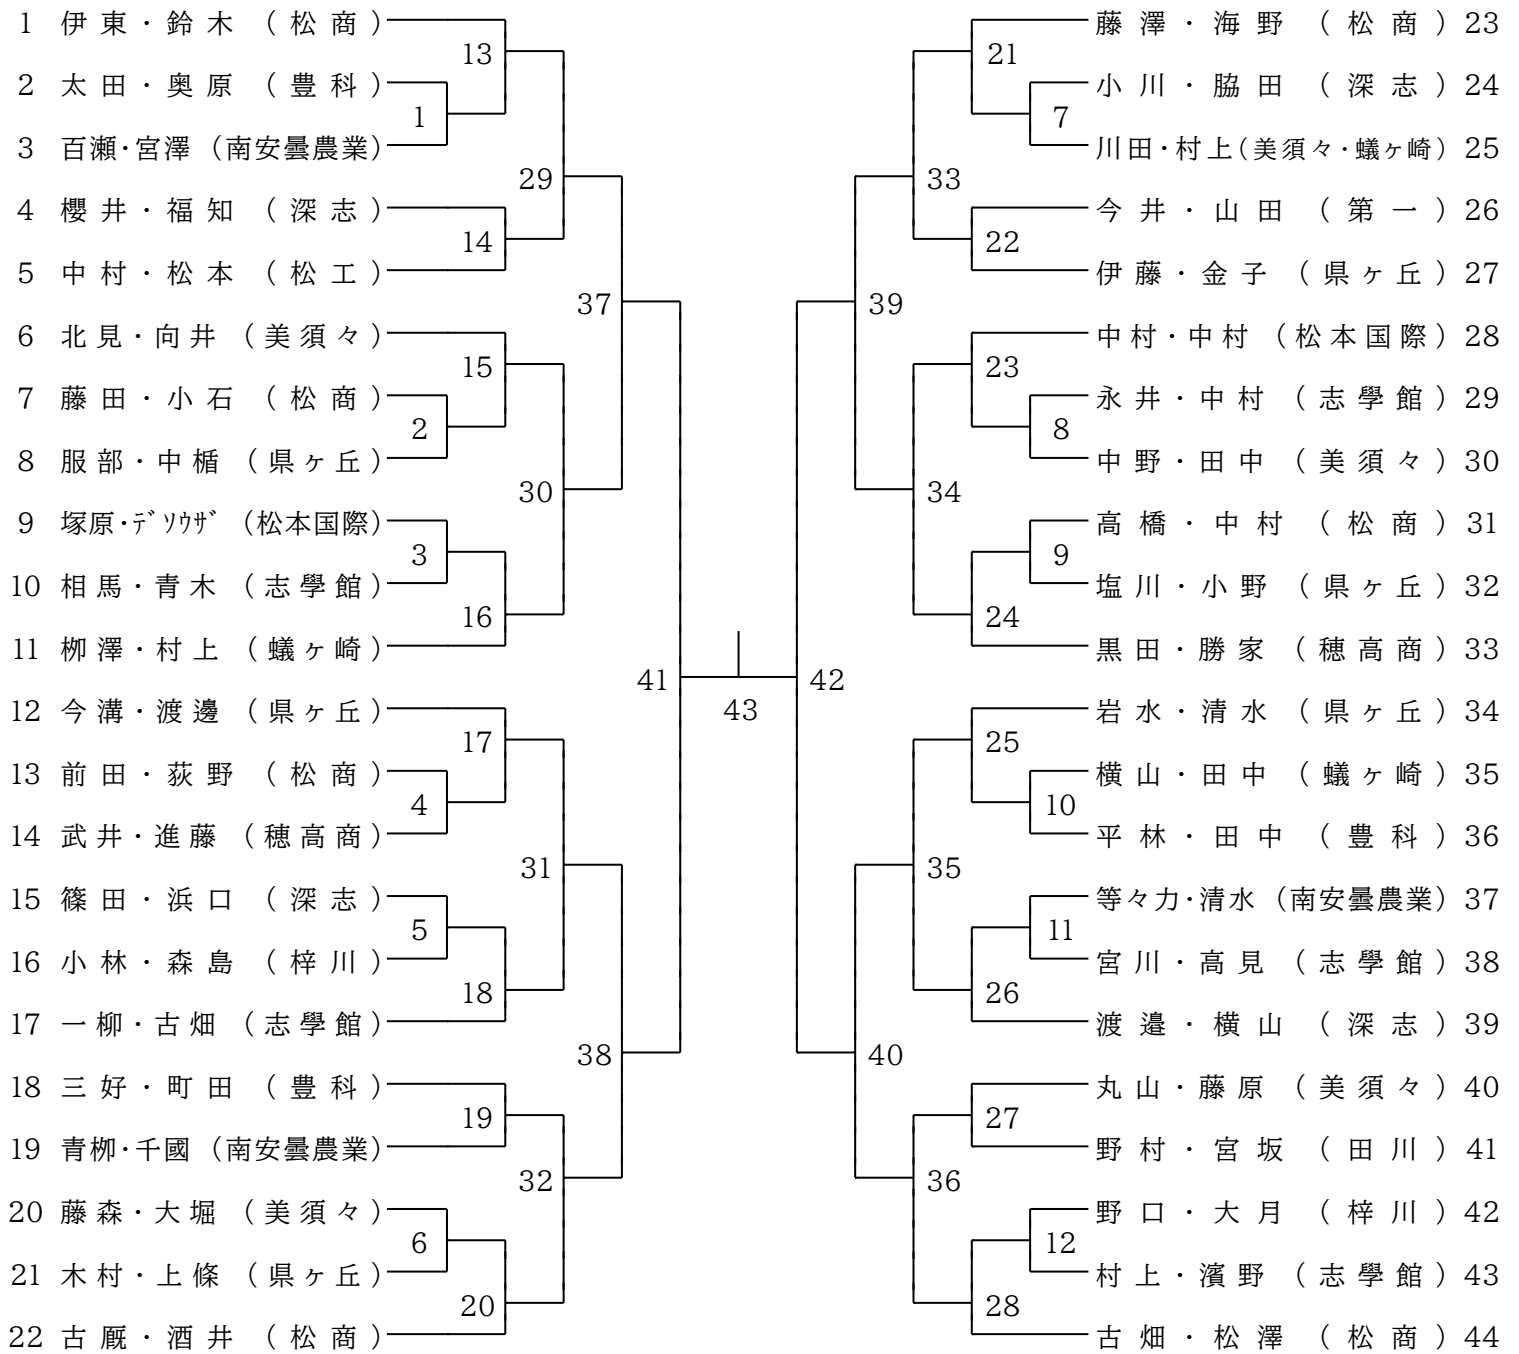 1 伊東・鈴木（松商）
2 太田・奥原（豊科）
3 百瀬・宮澤（南安曇農業）
4 櫻井・福知（深志）
5 中村・松本（松工）
6 北見・向井（美須々）
7 藤田・小石（松商）
8 服部・中楯（県ヶ丘）
9 塚原・ﾃﾞｿｳｻﾞ（松本国際）
10 相馬・青木（志學館）
11 栁澤・村上（蟻ヶ崎）
12 今溝・渡邊（県ヶ丘）
13 前田・荻野（松商）
14 武井・進藤（穂高商）
15 篠田・浜口（深志）
16 小林・森島（梓川）
17 一柳・古畑（志學館）
18 三好・町田（豊科）
19 青栁・千國（南安曇農業）
20 藤森・大堀（美須々）
21 木村・上條（県ヶ丘）
22 古厩・酒井（松商）
1
2
3
4
5
6
13
14
15
16
17
18
19
20
29
30
31
32
37
38
41
43
42
39
40
33
34
35
36
21
22
23
24
25
26
27
28
7
8
9
10
11
12
藤澤・海野（松商）23
小川・脇田（深志）24
川田・村上（美須々・蟻ヶ崎）25
今井・山田（第一）26
伊藤・金子（県ヶ丘）27
中村・中村（松本国際）28
永井・中村（志學館）29
中野・田中（美須々）30
高橋・中村（松商）31
塩川・小野（県ヶ丘）32
黒田・勝家（穂高商）33
岩水・清水（県ヶ丘）34
横山・田中（蟻ヶ崎）35
平林・田中（豊科）36
等々力・清水（南安曇農業）37
宮川・高見（志學館）38
渡邉・横山（深志）39
丸山・藤原（美須々）40
野村・宮坂（田川）41
野口・大月（梓川）42
村上・濱野（志學館）43
古畑・松澤（松商）44